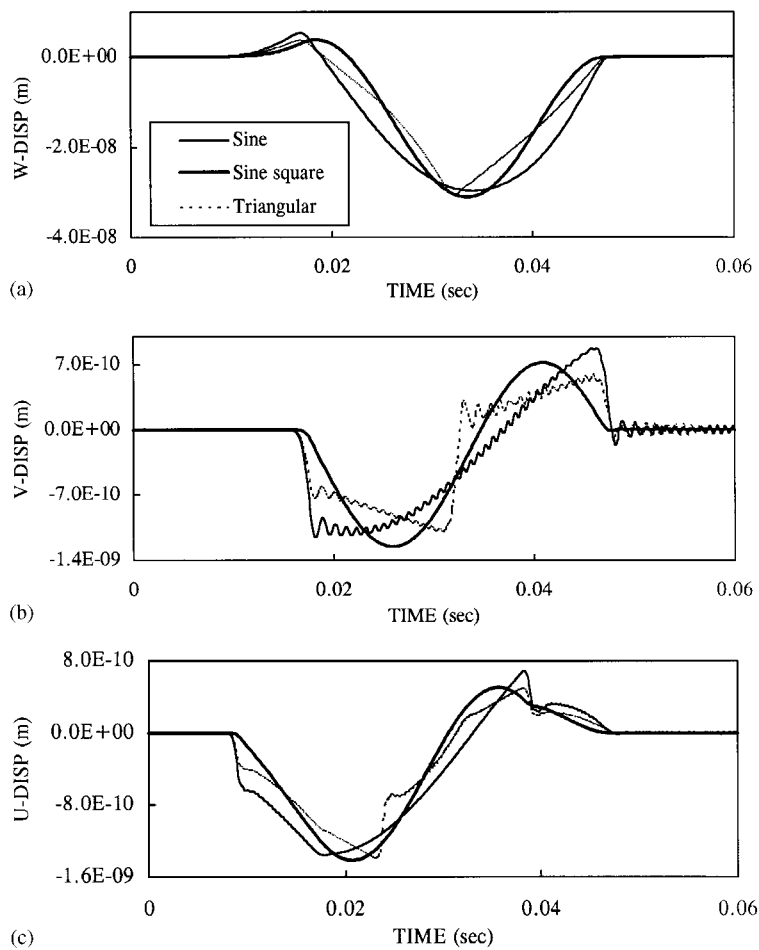 0.0E+00
-2.0E-08
-4.0E-08
W-DISP (m)
Sine
Sine square
Triangular
0 0.02 0.04 0.06
TIME (sec)
(a)
7.0E-10
0.0E+00
-7.0E-10
-1.4E-09
V-DISP (m)
0 0.02 0.04 0.06
TIME (sec)
(b)
8.0E-10
0.0E+00
-8.0E-10
-1.6E-09
U-DISP (m)
0 0.02 0.04 0.06
TIME (sec)
(c)